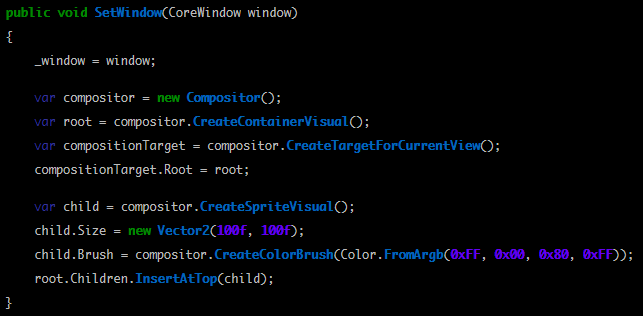 public void SetWindow(CoreWindow window)
{
    _window = window;

    var compositor = new Compositor();
    var root = compositor.CreateContainerVisual();
    var compositionTarget = compositor.CreateTargetForCurrentView();
    compositionTarget.Root = root;

    var child = compositor.CreateSpriteVisual();
    child.Size = new Vector2(100f, 100f);
    child.Brush = compositor.CreateColorBrush(Color.FromArgb(0xFF, 0x00, 0x80, 0xFF));
    root.Children.InsertAtTop(child);
}